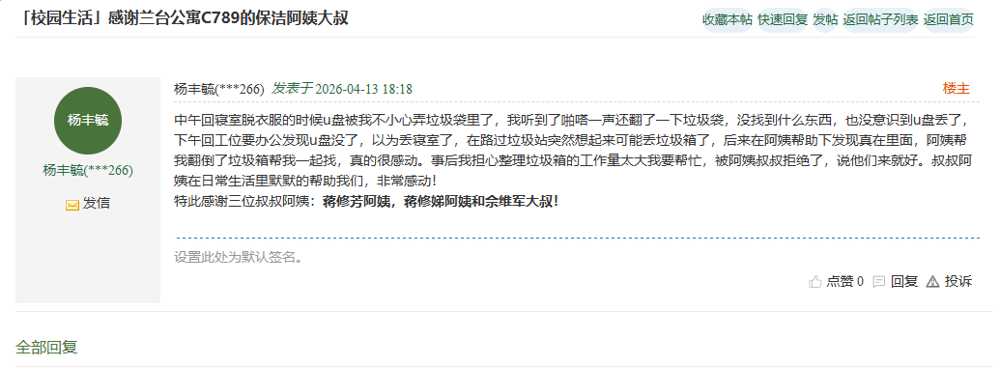 「校园生活」感谢兰台公寓C789的保洁阿姨大叔
收藏本帖 快速回复 发帖 返回帖子列表 返回首页
杨丰毓
杨丰毓(***266)
发信
杨丰毓(***266) 发表于 2026-04-13 18:18
楼主
中午回寝室脱衣服的时候u盘被我不小心弄垃圾袋里了，我听到了啪嗒一声还翻了一下垃圾袋，没找到什么东西，也没意识到u盘丢了，
下午回工位要办公发现u盘没了，以为丢寝室了，在路过垃圾站突然想起来可能丢垃圾箱了，后来在阿姨帮助下发现真在里面，阿姨帮
我翻倒了垃圾箱帮我一起找，真的很感动。事后我担心整理垃圾箱的工作量太大我要帮忙，被阿姨叔叔拒绝了，说他们来就好。叔叔阿
姨在日常生活里默默的帮助我们，非常感动！
特此感谢三位叔叔阿姨：蒋修芳阿姨，蒋修娣阿姨和佘维军大叔！
设置此处为默认签名。
点赞 0 回复 投诉
全部回复